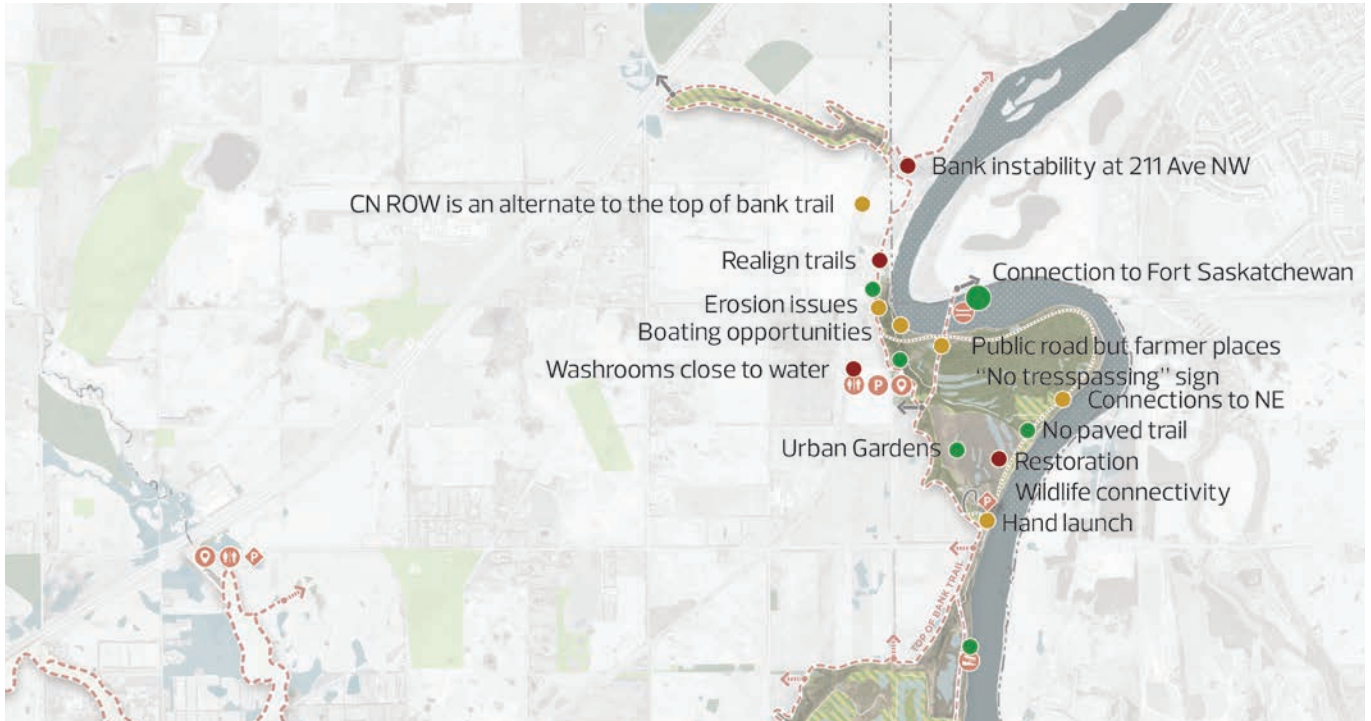 Bank instability at 211 Ave NW
CN ROW is an alternate to the top of bank trail
Realign trails
Connection to Fort Saskatchewan
Erosion issues
Boating opportunities
Public road but farmer places
"No tresspassing" sign
Washrooms close to water
P
Connections to NE
No paved trail
Urban Gardens
Restoration
Wildlife connectivity
P
Hand launch
P
TOP OF BANK TRAIL